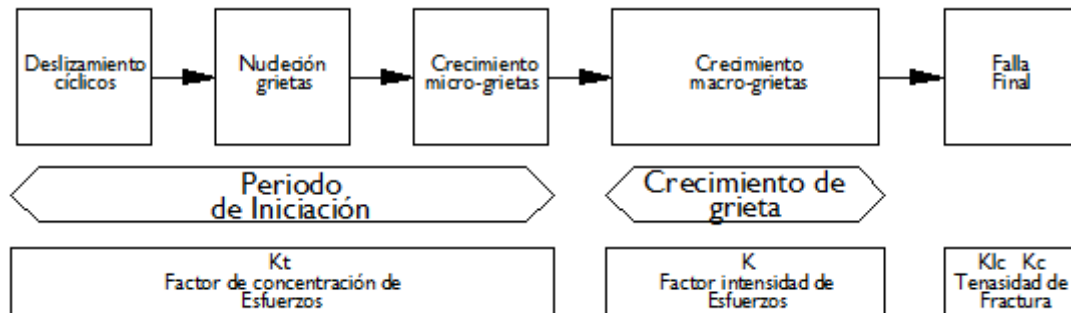 Deslizamiento
cíclicos
Nucleción
grietas
Crecimiento
micro-grietas
Crecimiento
macro-grietas
Falla
Final
Periodo
de Iniciación
Crecimiento de
grieta
Kt
Factor de concentración de
Esfuerzos
K
Factor intensidad de
Esfuerzos
KIc Kc
Tenasidad de
Fractura